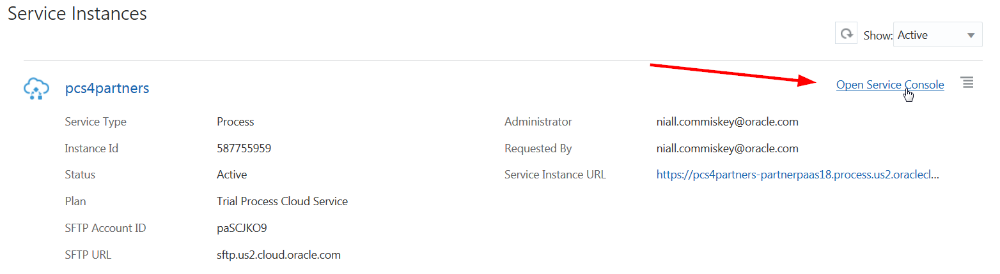 Service Instances
Show: Active
pcs4partners
Open Service Console
Service Type Process Administrator niall.commiskey@oracle.com
Instance Id 587755959 Requested By niall.commiskey@oracle.com
Status Active Service Instance URL https://pcs4partners-partnerpaas18.process.us2.oraclecl...
Plan Trial Process Cloud Service
SFTP Account ID paSCJKO9
SFTP URL sftp.us2.cloud.oracle.com